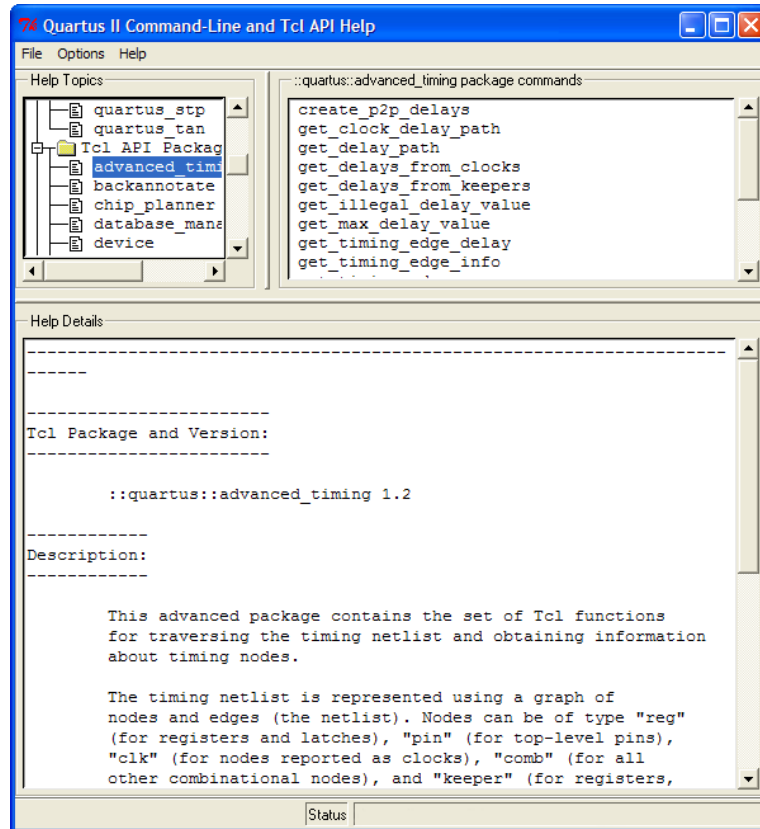 Quartus II Command-Line and Tcl API Help
File Options Help
Help Topics
quartus_stp
quartus_tan
Tcl API Packag
advanced_timi
backannotate
chip_planner
database_mana
device
::quartus::advanced_timing package commands
create_p2p_delays
get_clock_delay_path
get_delay_path
get_delays_from_clocks
get_delays_from_keepers
get_illegal_delay_value
get_max_delay_value
get_timing_edge_delay
get_timing_edge_info
Help Details
----------------------------------------------------------------------
------
------------------------
Tcl Package and Version:
------------------------
::quartus::advanced_timing 1.2
------------
Description:
------------
This advanced package contains the set of Tcl functions
for traversing the timing netlist and obtaining information
about timing nodes.
The timing netlist is represented using a graph of
nodes and edges (the netlist). Nodes can be of type "reg"
(for registers and latches), "pin" (for top-level pins),
"clk" (for nodes reported as clocks), "comb" (for all
other combinational nodes), and "keeper" (for registers,
Status